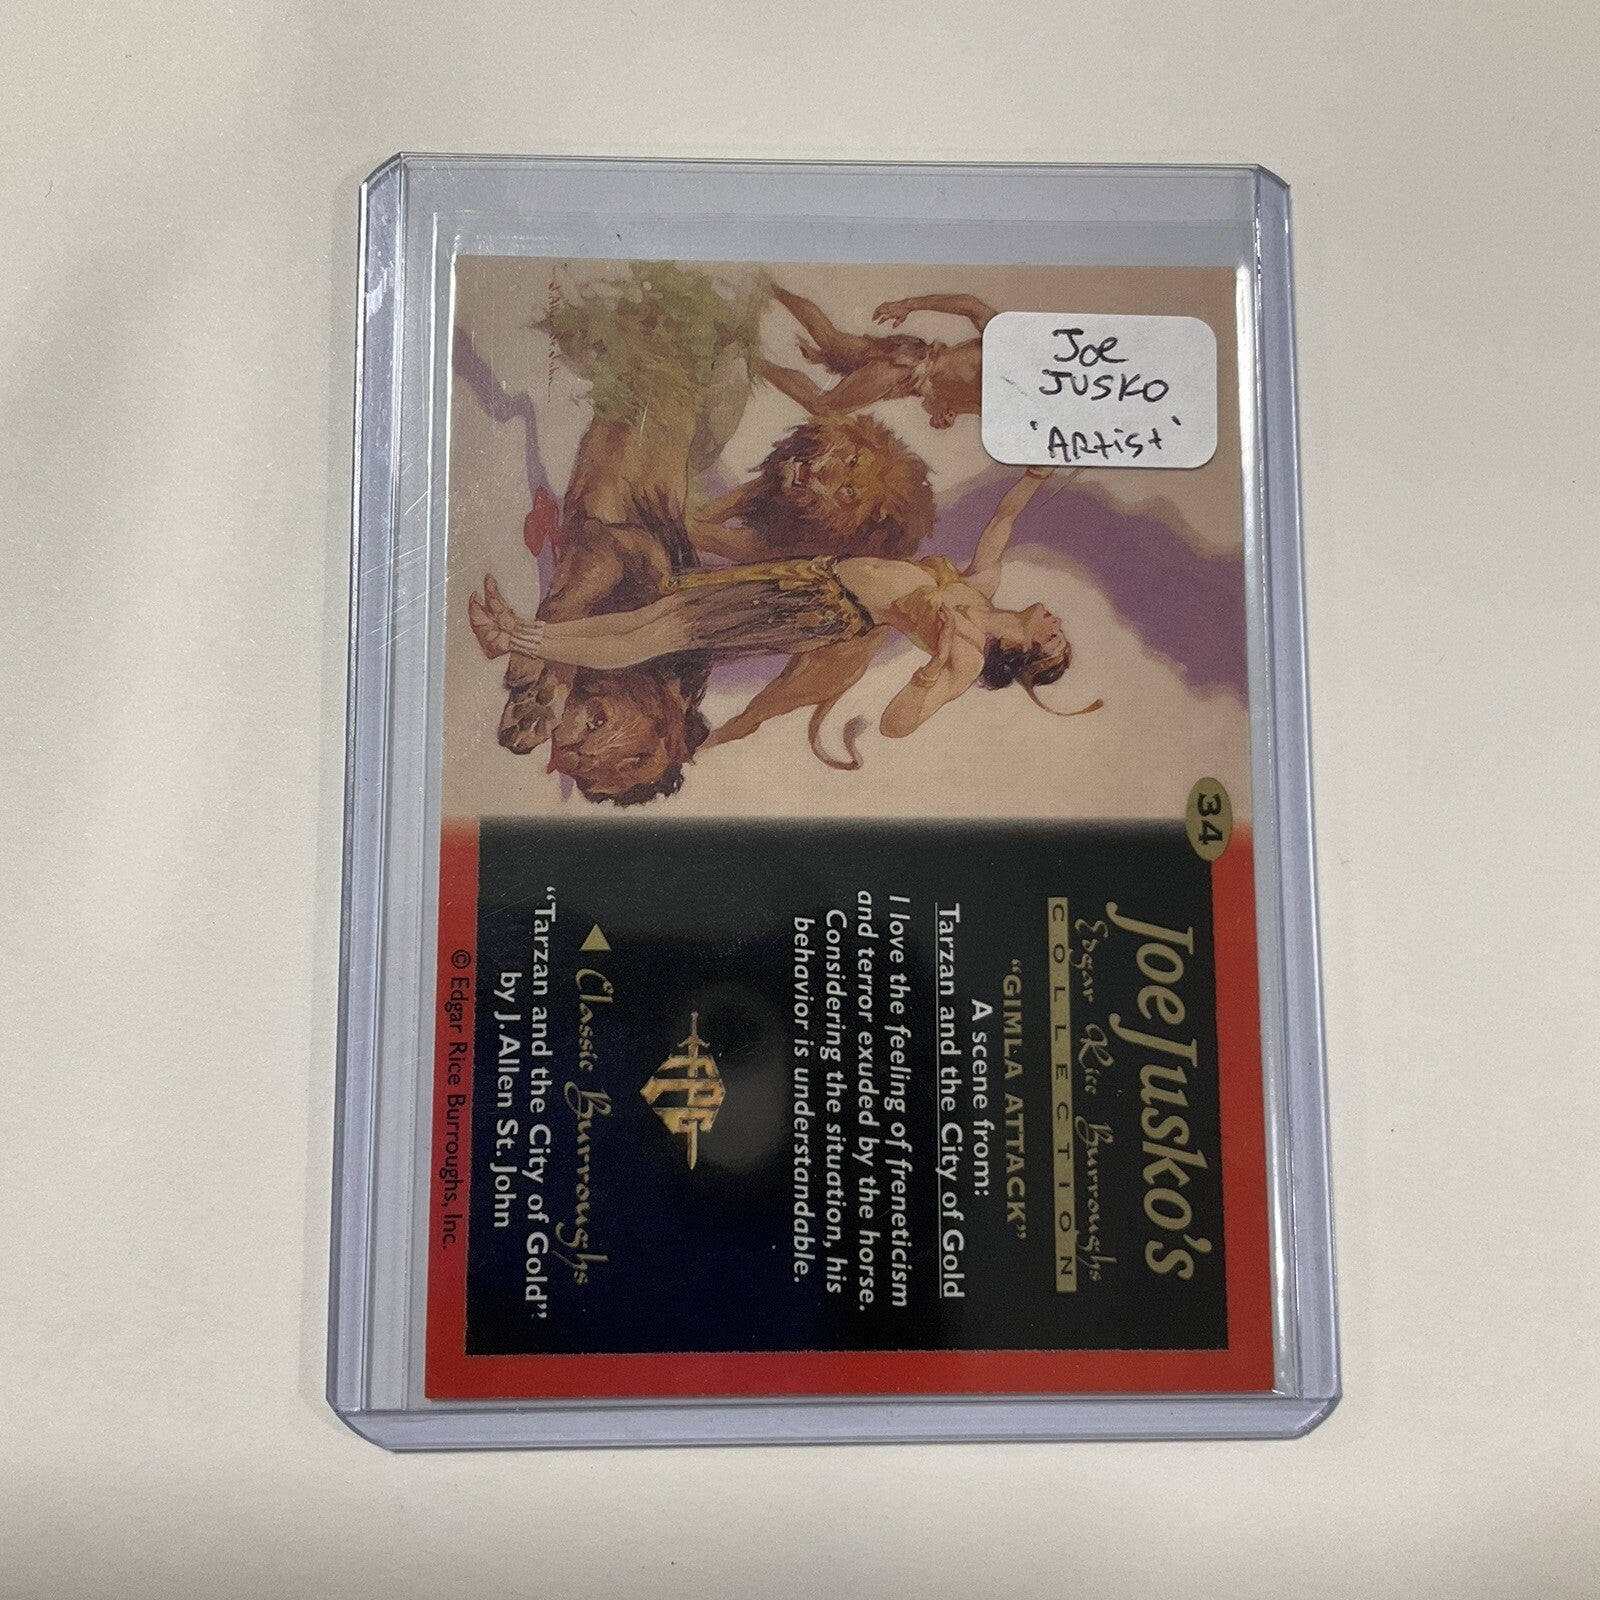 Joe
JUSKO
'ARtist'
34
Joe Jusko's
Edgar Rice Burroughs
COLLECTION
"GIMLA ATTACK"
A scene from:
Tarzan and the City of Gold
I love the feeling of freneticism
and terror exuded by the horse.
Considering the situation, his
behavior is understandable.
FPG
Classic Burroughs
"Tarzan and the City of Gold"
by J. Allen St. John
© Edgar Rice Burroughs, Inc.